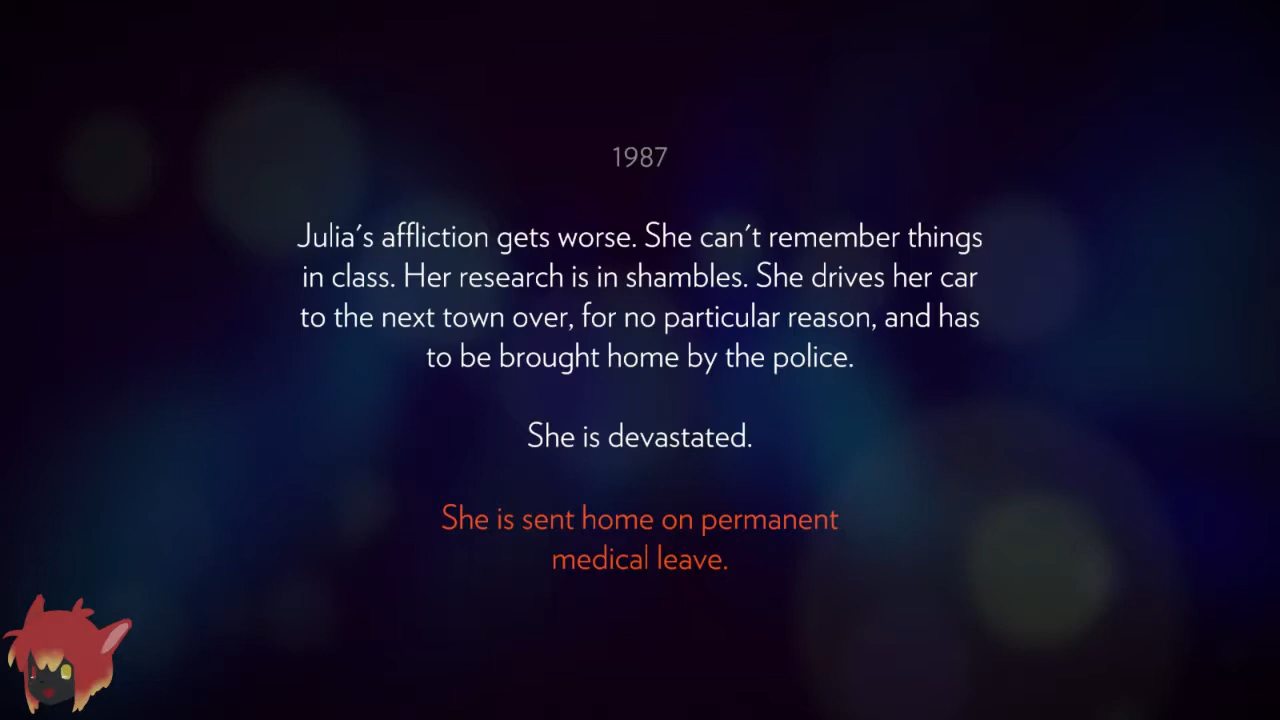 1987
Julia's affliction gets worse. She can't remember things
in class. Her research is in shambles. She drives her car
to the next town over, for no particular reason, and has
to be brought home by the police.
She is devastated.
She is sent home on permanent
medical leave.